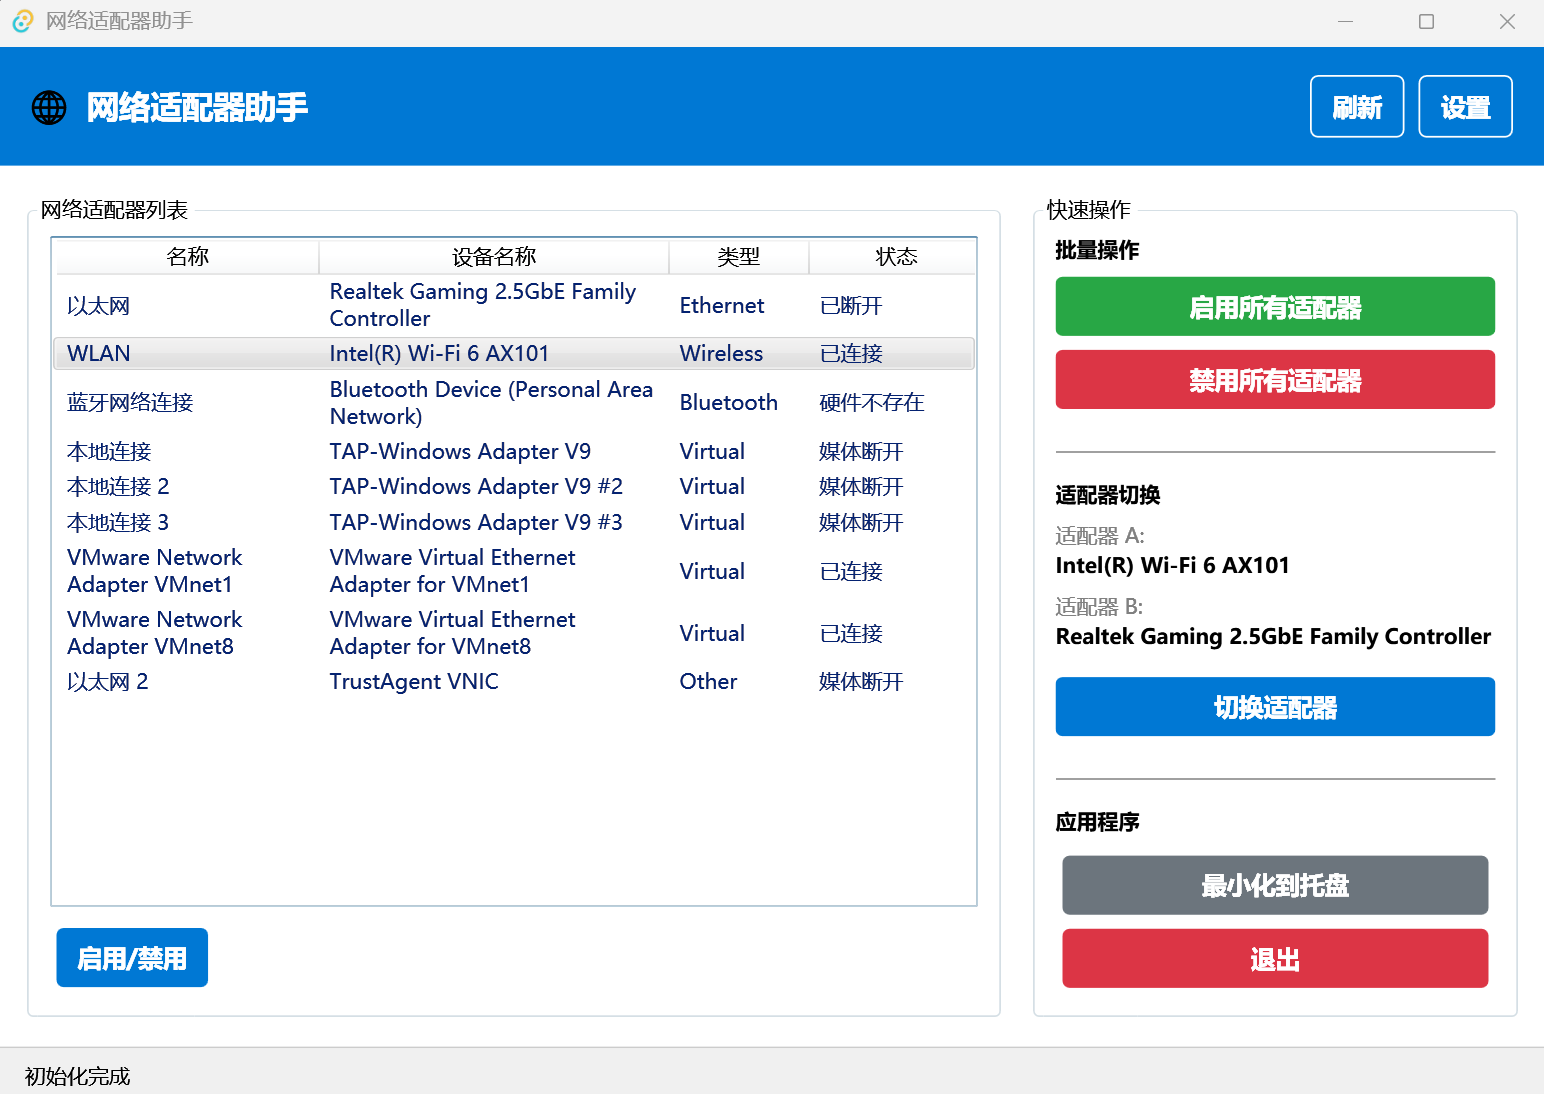 网络适配器助手
网络适配器助手
刷新
设置
网络适配器列表
名称 设备名称 类型 状态
以太网 Realtek Gaming 2.5GbE Family Controller Ethernet 已断开
WLAN Intel(R) Wi-Fi 6 AX101 Wireless 已连接
蓝牙网络连接 Bluetooth Device (Personal Area Network) Bluetooth 硬件不存在
本地连接 TAP-Windows Adapter V9 Virtual 媒体断开
本地连接 2 TAP-Windows Adapter V9 #2 Virtual 媒体断开
本地连接 3 TAP-Windows Adapter V9 #3 Virtual 媒体断开
VMware Network Adapter VMnet1 VMware Virtual Ethernet Adapter for VMnet1 Virtual 已连接
VMware Network Adapter VMnet8 VMware Virtual Ethernet Adapter for VMnet8 Virtual 已连接
以太网 2 TrustAgent VNIC Other 媒体断开
启用/禁用
快速操作
批量操作
启用所有适配器
禁用所有适配器
适配器切换
适配器 A:
Intel(R) Wi-Fi 6 AX101
适配器 B:
Realtek Gaming 2.5GbE Family Controller
切换适配器
应用程序
最小化到托盘
退出
初始化完成